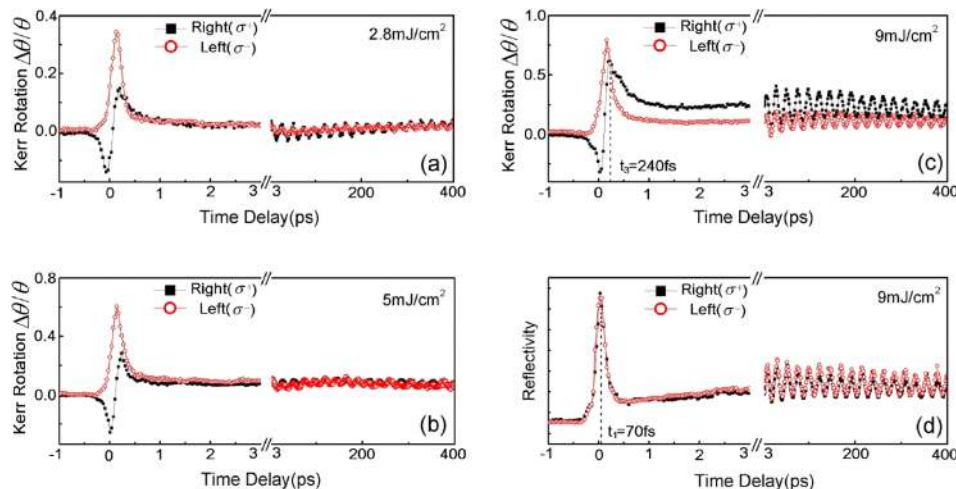 0.4
0.2
0.0
Kerr Rotation Δθ/θ
Right(σ⁺)
Left(σ⁻)
2.8mJ/cm²
(a)
-1 0 1 2 3 3 200 400
Time Delay(ps)
1.0
0.5
0.0
Kerr Rotation Δθ/θ
Right(σ⁺)
Left(σ⁻)
9mJ/cm²
t₃=240fs
(c)
-1 0 1 2 3 3 200 400
Time Delay(ps)
0.8
0.4
0.0
Kerr Rotation Δθ/θ
Right(σ⁺)
Left(σ⁻)
5mJ/cm²
(b)
-1 0 1 2 3 3 200 400
Time Delay(ps)
Reflectivity
Right(σ⁺)
Left(σ⁻)
9mJ/cm²
t₁=70fs
(d)
-1 0 1 2 3 3 200 400
Time Delay(ps)